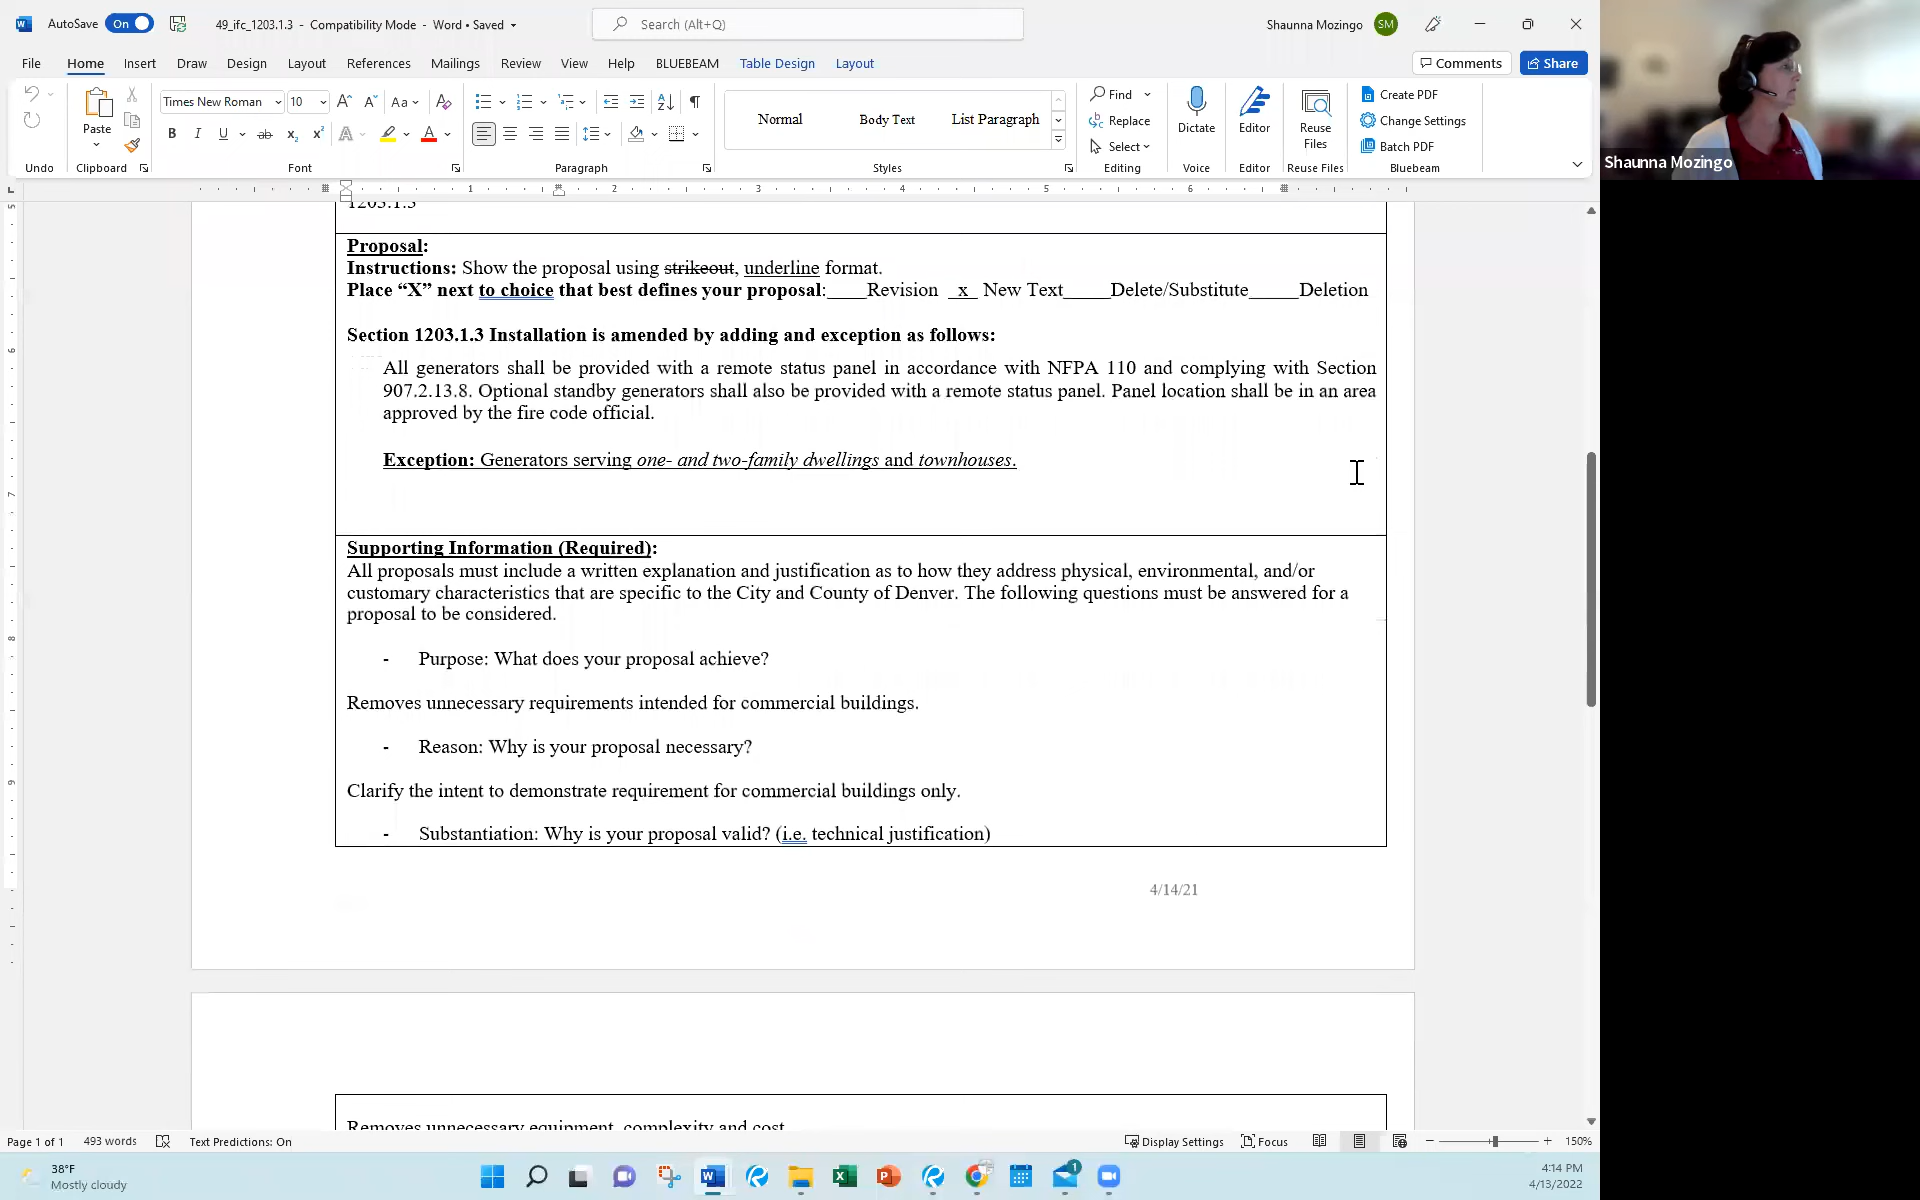 AutoSave On 49_ifc_1203.1.3 - Compatibility Mode - Word • Saved Search (Alt+Q) Shaunna Mozingo SM
File Home Insert Draw Design Layout References Mailings Review View Help BLUEBEAM Table Design Layout Comments Share
Times New Roman 10 Aa Find Create PDF
Paste Normal Body Text List Paragraph Replace Dictate Editor Reuse Files Change Settings
B I U ab x₂ x² A A Select Batch PDF
Undo Clipboard Font Paragraph Styles Editing Voice Editor Reuse Files Bluebeam
Shaunna Mozingo
1 2 3 4 5 6
1203.1.3
Proposal:
Instructions: Show the proposal using strikeout, underline format.
Place “X” next to choice that best defines your proposal:____Revision _x_ New Text_____Delete/Substitute_____Deletion
Section 1203.1.3 Installation is amended by adding and exception as follows:
All generators shall be provided with a remote status panel in accordance with NFPA 110 and complying with Section
907.2.13.8. Optional standby generators shall also be provided with a remote status panel. Panel location shall be in an area
approved by the fire code official.
Exception: Generators serving one- and two-family dwellings and townhouses.
Supporting Information (Required):
All proposals must include a written explanation and justification as to how they address physical, environmental, and/or
customary characteristics that are specific to the City and County of Denver. The following questions must be answered for a
proposal to be considered.
- Purpose: What does your proposal achieve?
Removes unnecessary requirements intended for commercial buildings.
- Reason: Why is your proposal necessary?
Clarify the intent to demonstrate requirement for commercial buildings only.
- Substantiation: Why is your proposal valid? (i.e. technical justification)
4/14/21
Removes unnecessary equipment, complexity and cost
Page 1 of 1 493 words Text Predictions: On Display Settings Focus 150%
38°F
Mostly cloudy
1
4:14 PM
4/13/2022